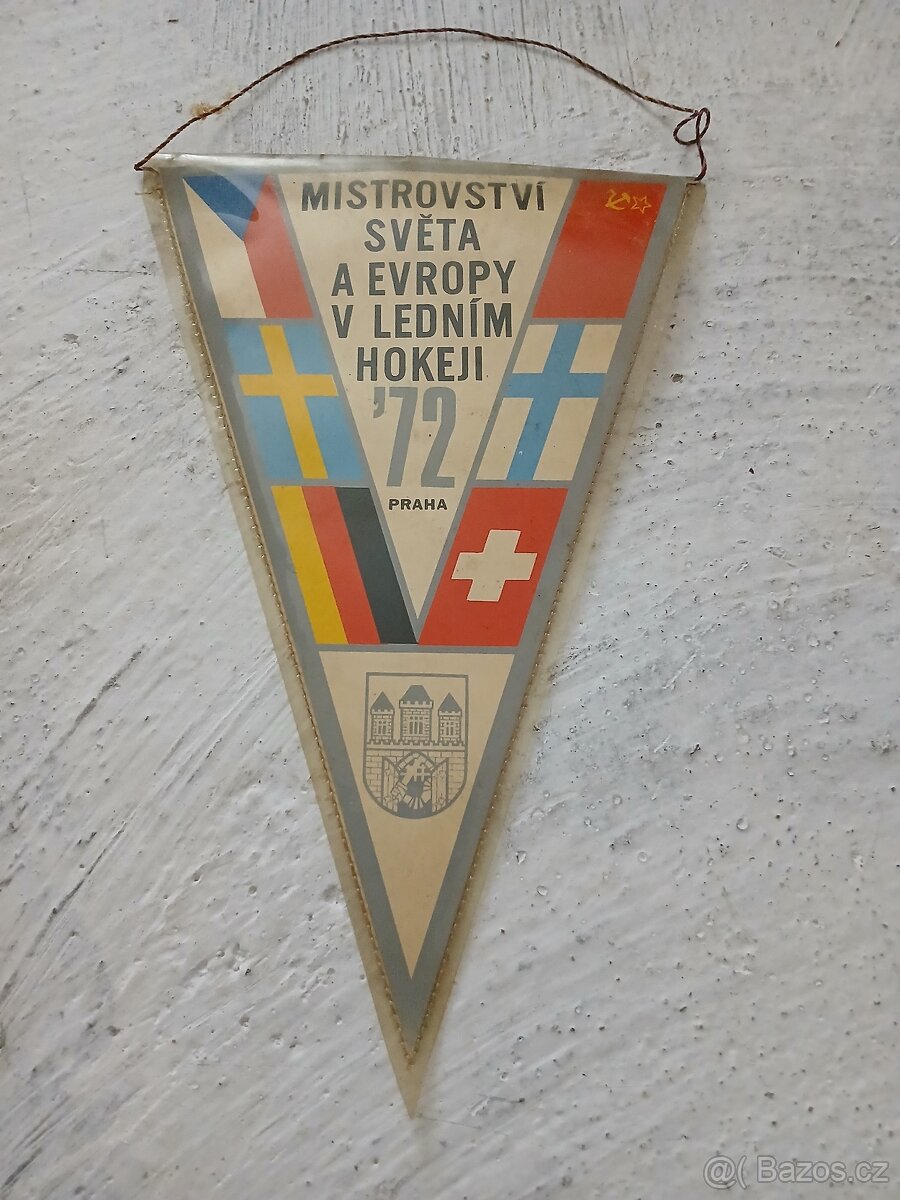 MISTROVSTVÍ
SVĚTA
A EVROPY
V LEDNÍM
HOKEJI
'72
PRAHA
@( Bazos.cz